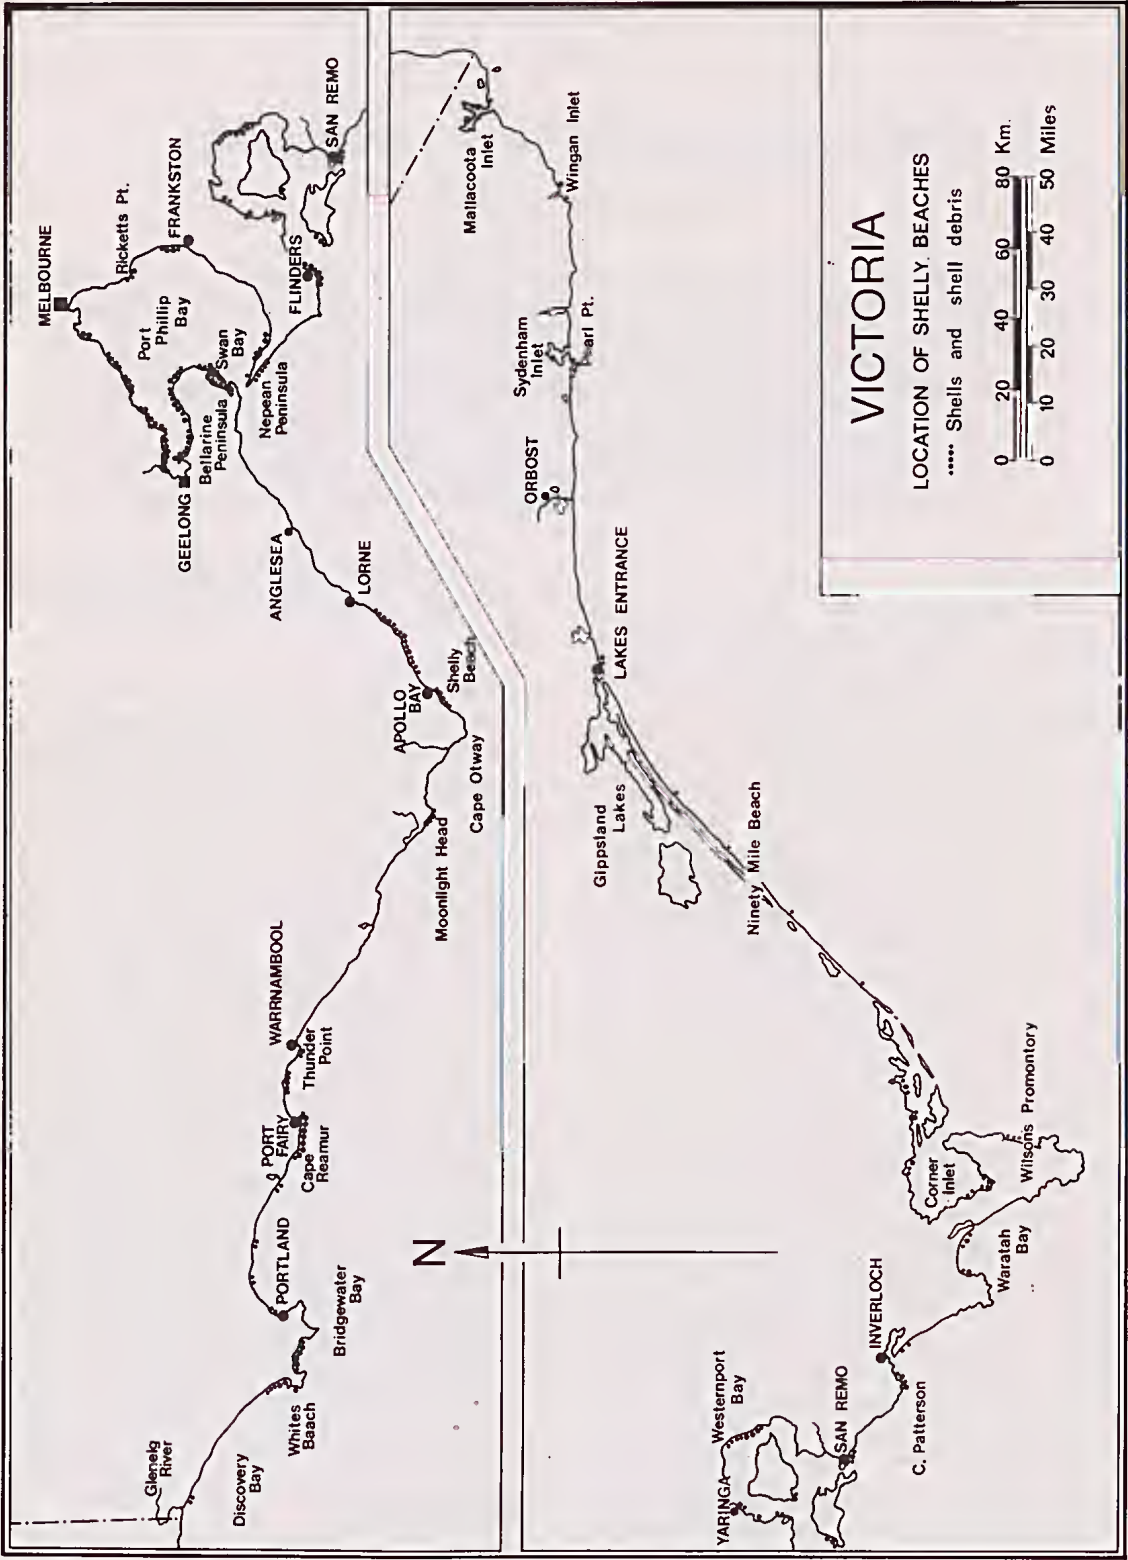 Glenelg
River
Discovery
Bay
Whites
Baach
PORTLAND
Bridgewater
Bay
PORT
FAIRY
Cape
Reamur
WARRNAMBOOL
Thunder
Point
Moonlight Head
Cape Otway
APOLLO
BAY
Shelly
Beach
LORNE
ANGLESEA
GEELONG
Bellarine
Peninsula
Swan
Bay
Port
Phillip
Bay
MELBOURNE
Ricketts Pt.
FRANKSTON
Nepean
Peninsula
FLINDERS
SAN REMO
N
YARINGA
Westernport
Bay
SAN REMO
C. Patterson
INVERLOCH
Waratah
Bay
Corner
Inlet
Wilsons Promontory
Ninety Mile Beach
Gippsland
Lakes
LAKES ENTRANCE
ORBOST
Sydenham
Inlet
earl Pt.
Wingan Inlet
Mallacoota
Inlet
VICTORIA
LOCATION OF SHELLY BEACHES
••••• Shells and shell debris
0 20 40 60 80 Km.
0 10 20 30 40 50 Miles